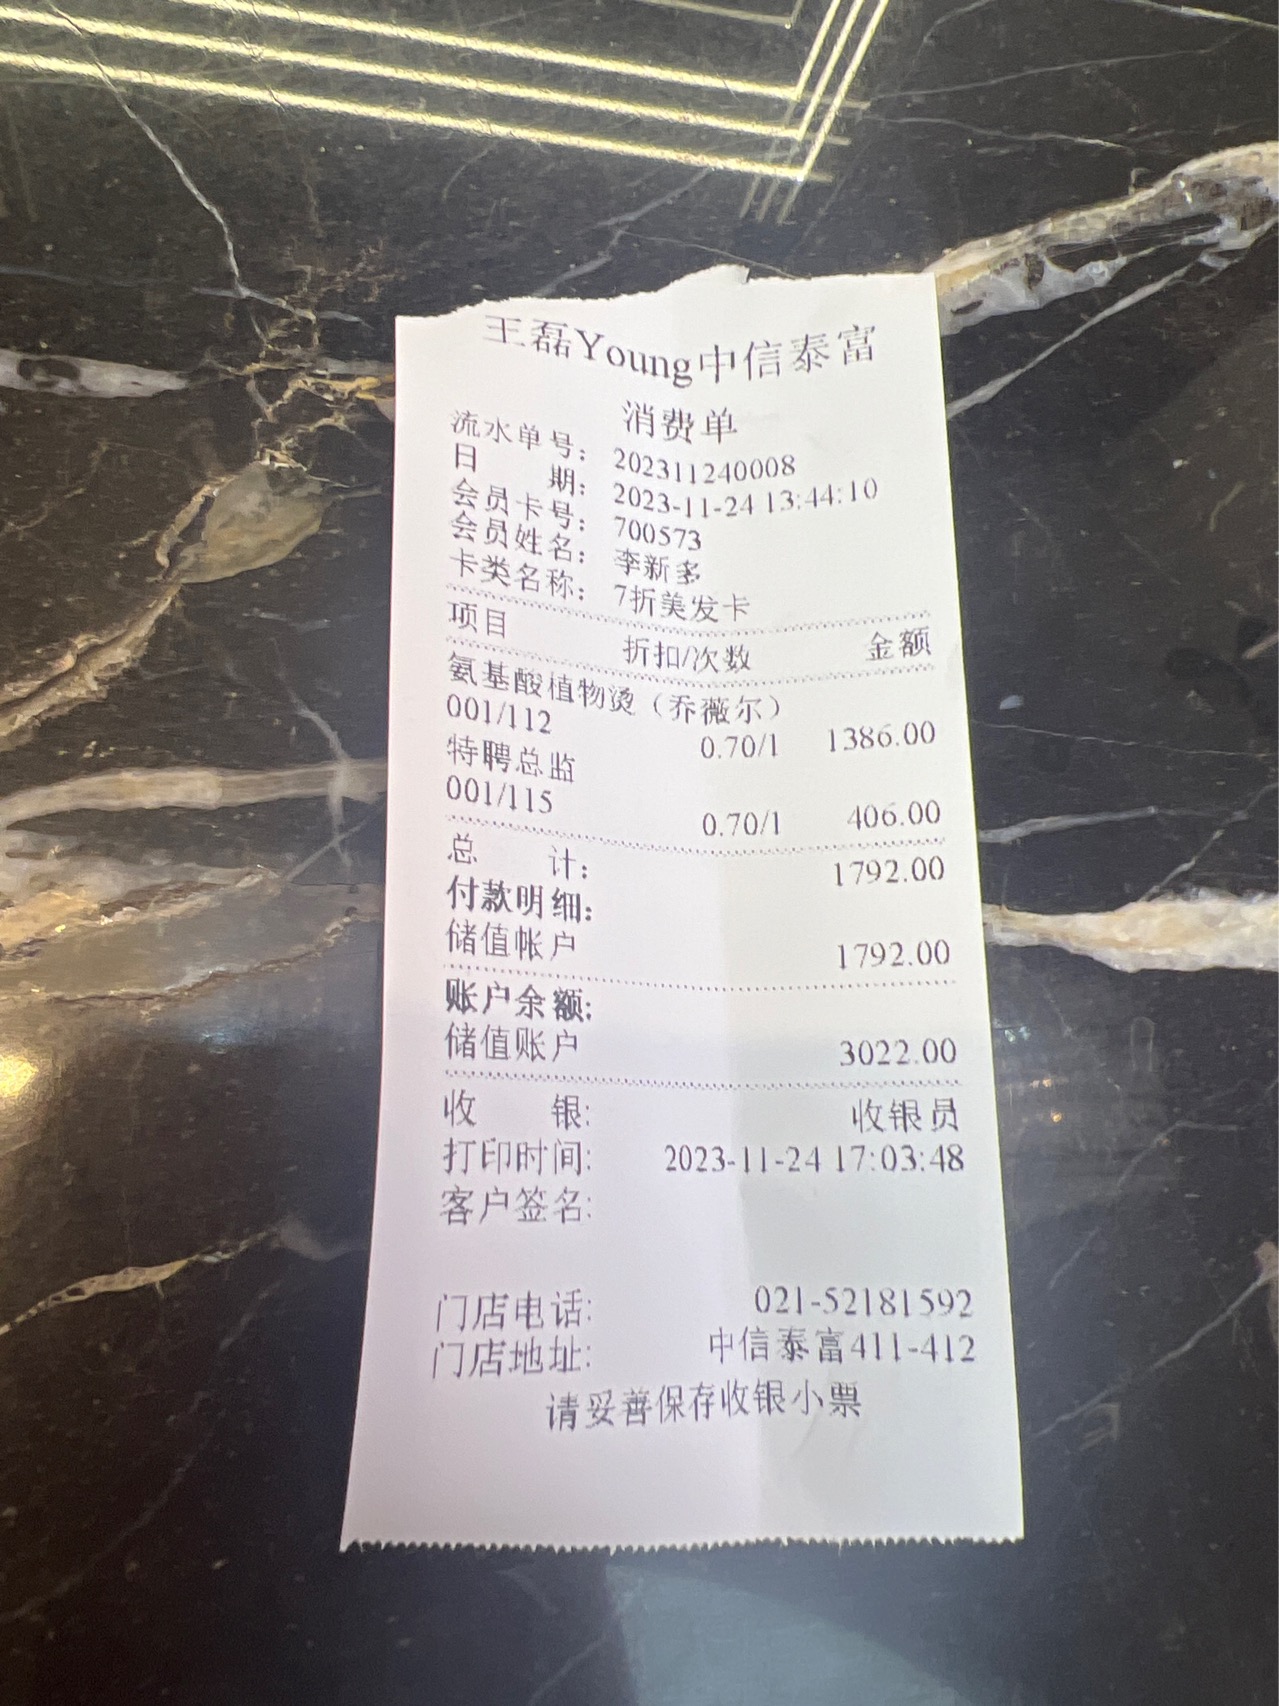 王磊Young中信泰富
消费单
流水单号: 202311240008
日 期: 2023-11-24 13:44:10
会员卡号: 700573
会员姓名: 李新多
卡类名称: 7折美发卡
项目 折扣/次数 金额
氨基酸植物烫（乔薇尔）
001/112 0.70/1 1386.00
特聘总监
001/115 0.70/1 406.00
总 计: 1792.00
付款明细:
储值帐户 1792.00
账户余额:
储值账户 3022.00
收 银: 收银员
打印时间: 2023-11-24 17:03:48
客户签名:
门店电话: 021-52181592
门店地址: 中信泰富411-412
请妥善保存收银小票